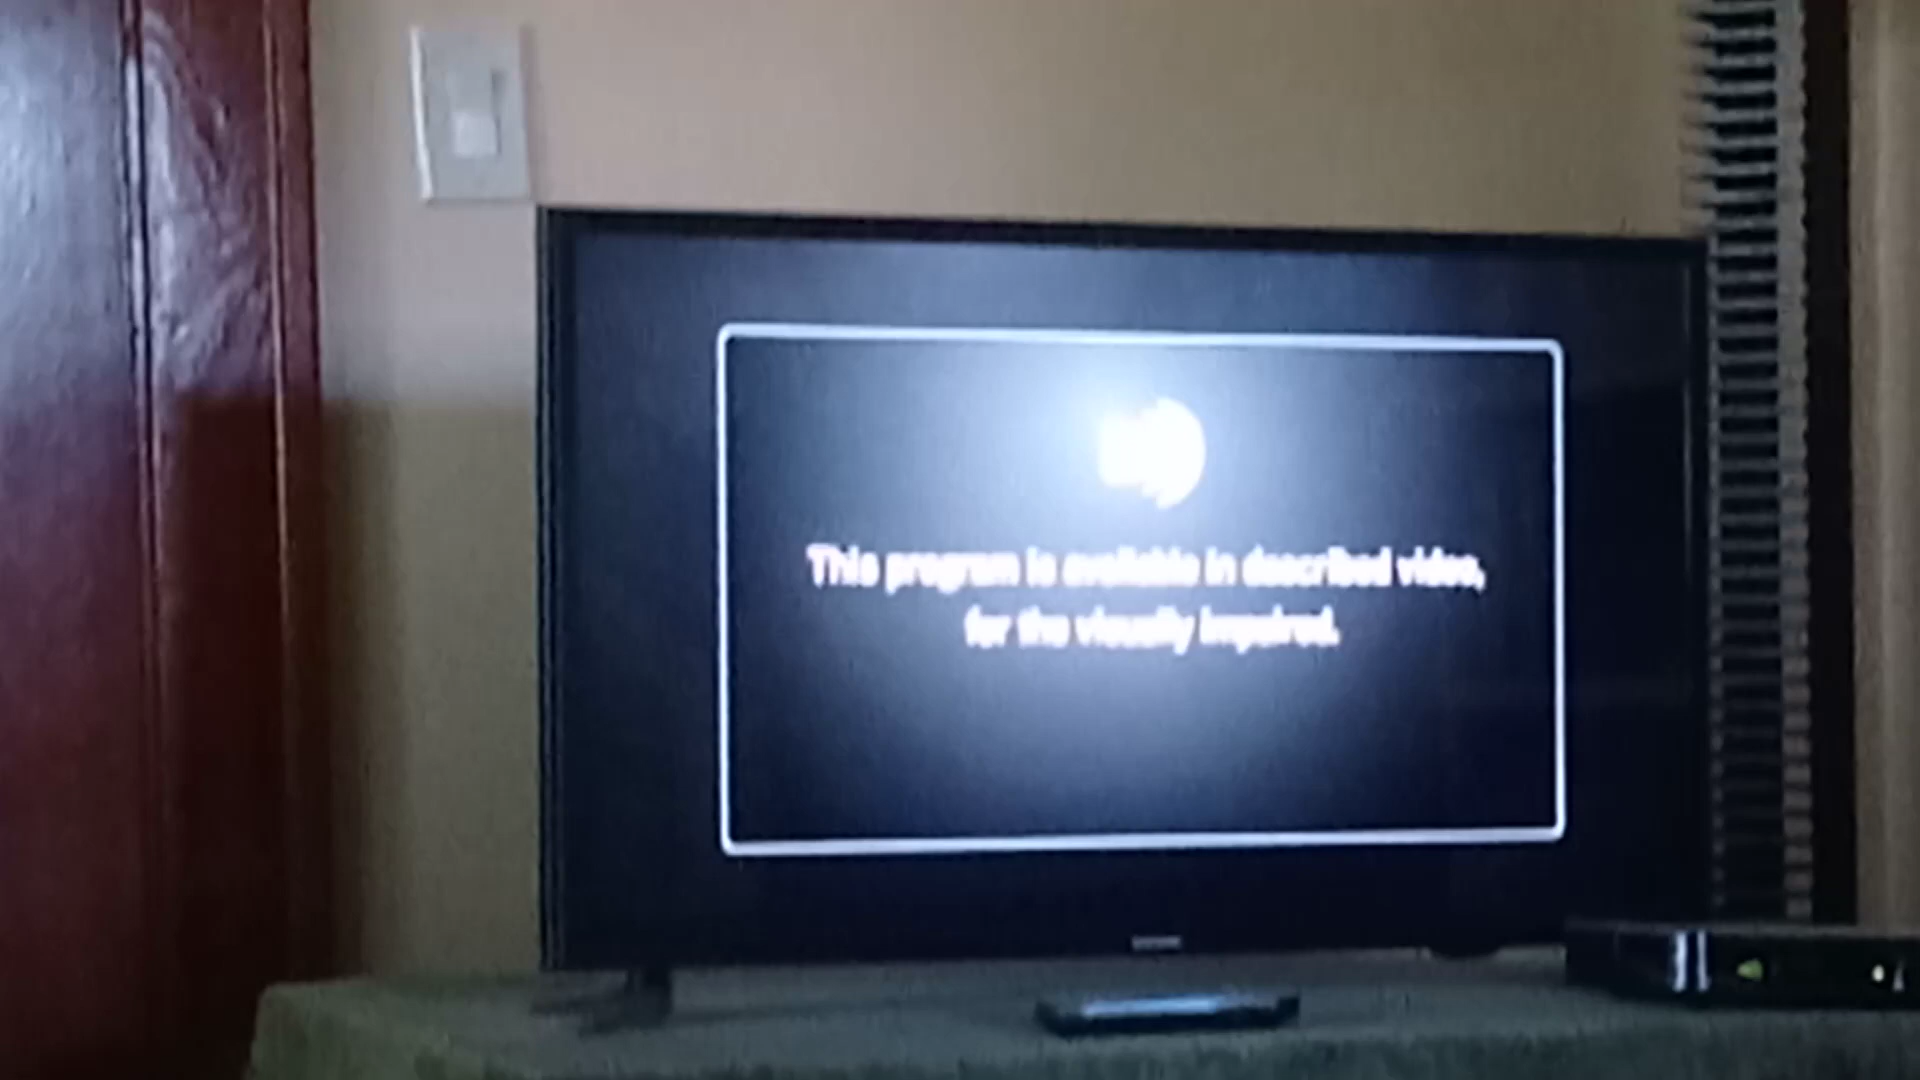 This program is available in described video,
for the visually impaired.